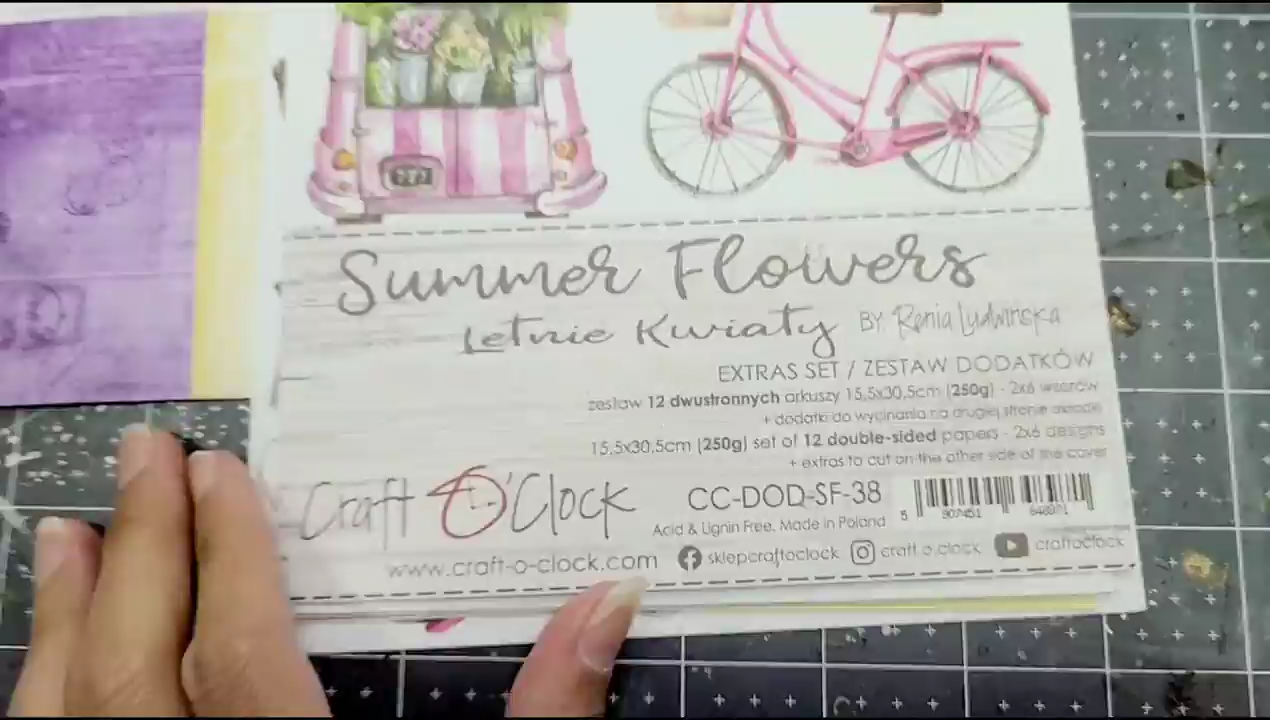 Summer Flowers
Letnie Kwiaty BY Renia Ludwińska
EXTRAS SET / ZESTAW DODATKÓW
zestaw 12 dwustronnych arkuszy 15,5x30,5cm (250g) - 2x6 wzorów
+ dodatki do wycinania na drugiej stronie okładki
15,5x30,5cm (250g) set of 12 double-sided papers - 2x6 designs
+ extras to cut on the other side of the cover
Craft O'Clock
CC-DOD-SF-38
Acid & Lignin Free. Made in Poland
www.craft-o-clock.com sklepcraftoclock craft.o.clock craftoclock